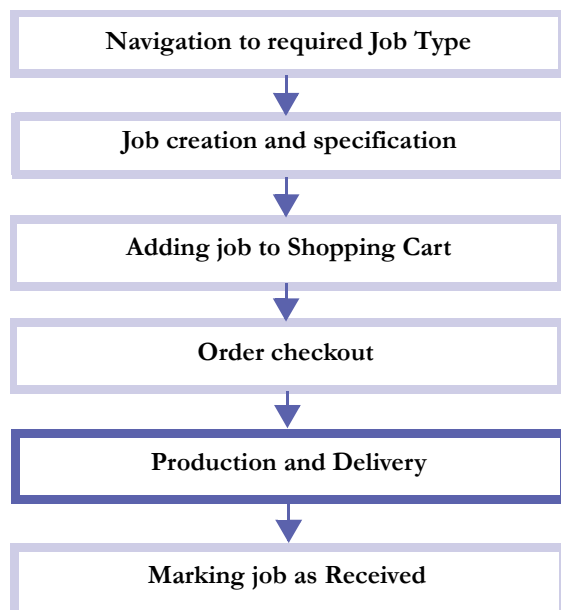 Navigation to required Job Type
Job creation and specification
Adding job to Shopping Cart
Order checkout
Production and Delivery
Marking job as Received